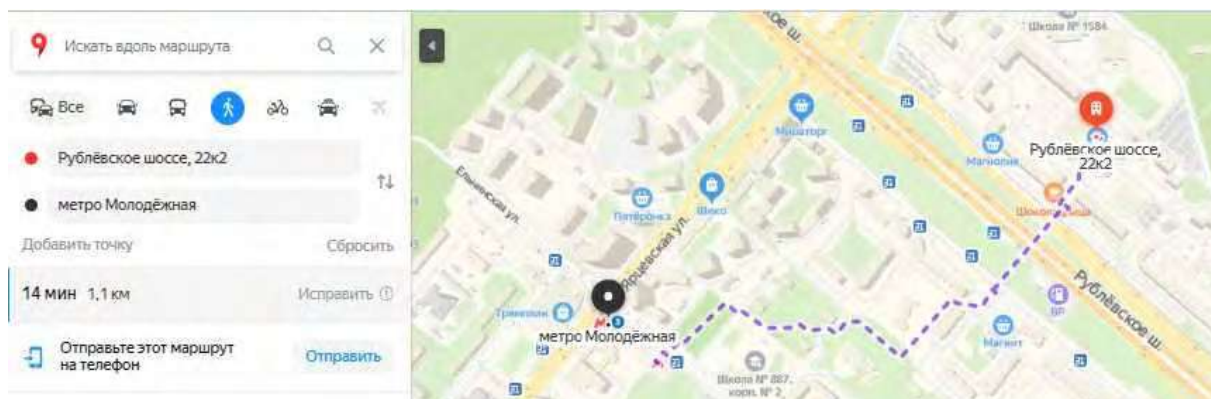 Искать вдоль маршрута
Все
Рублёвское шоссе, 22к2
метро Молодёжная
Добавить точку
Сбросить
14 мин 1,1 км
Исправить
Отправьте этот маршрут
на телефон
Отправить
Школа № 1584
кое ш.
Мираторг
Магнолия
Рублёвское шоссе,
22к2
Ельнинская ул.
Пятёрочка
Шико
Шоколадница
Ярцевская ул.
Рублёвское ш.
BP
метро Молодёжная
Магнит
Школа № 887,
корп. № 2